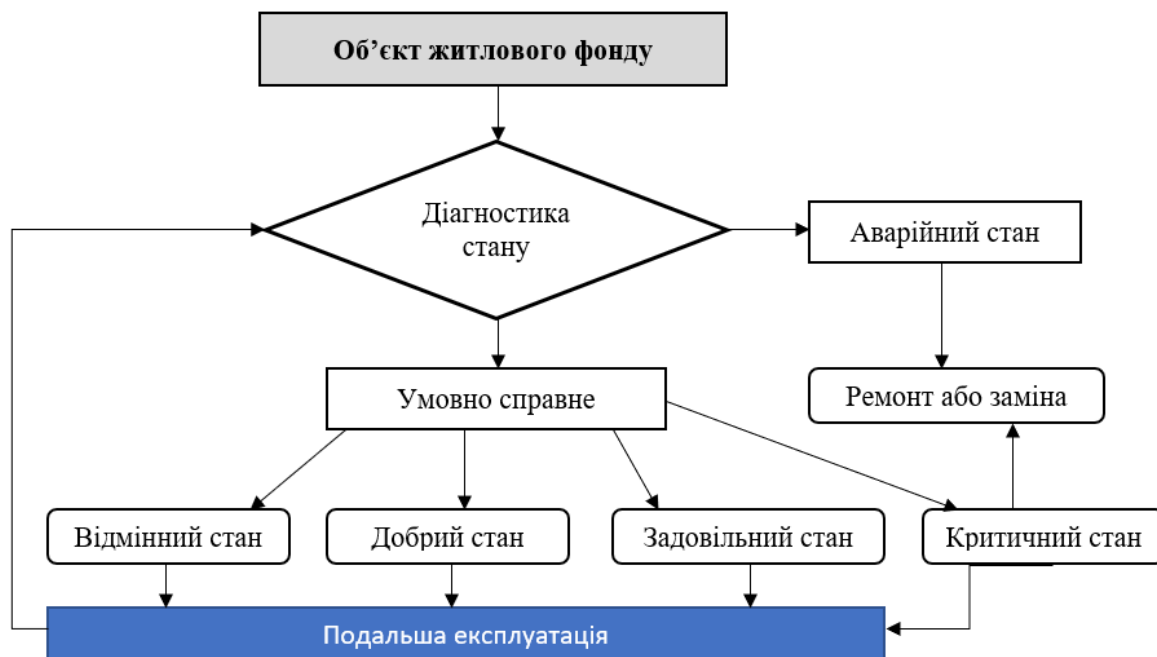 Об’єкт житлового фонду
Діагностика
стану
Аварійний стан
Умовно справне
Ремонт або заміна
Відмінний стан
Добрий стан
Задовільний стан
Критичний стан
Подальша експлуатація